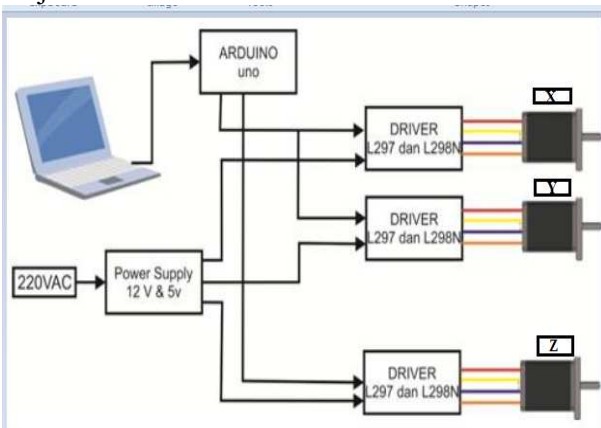 ARDUINO
uno
X
DRIVER
L297 dan L298N
Y
DRIVER
L297 dan L298N
220VAC
Power Supply
12 V & 5v
Z
DRIVER
L297 dan L298N